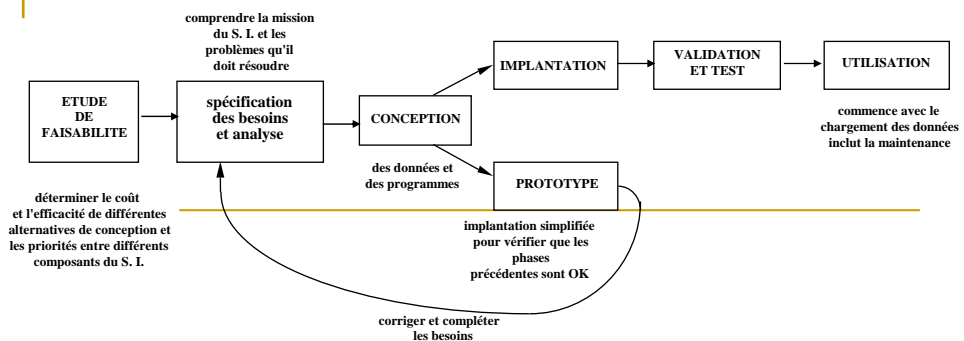 comprendre la mission
du S. I. et les
problèmes qu'il
doit résoudre
ETUDE
DE
FAISABILITE
spécification
des besoins
et analyse
CONCEPTION
IMPLANTATION
VALIDATION
ET TEST
UTILISATION
commence avec le
chargement des données
inclut la maintenance
des données et
des programmes
PROTOTYPE
déterminer le coût
et l'efficacité de différentes
alternatives de conception et
les priorités entre différents
composants du S. I.
implantation simplifiée
pour vérifier que les
phases
précédentes sont OK
corriger et compléter
les besoins